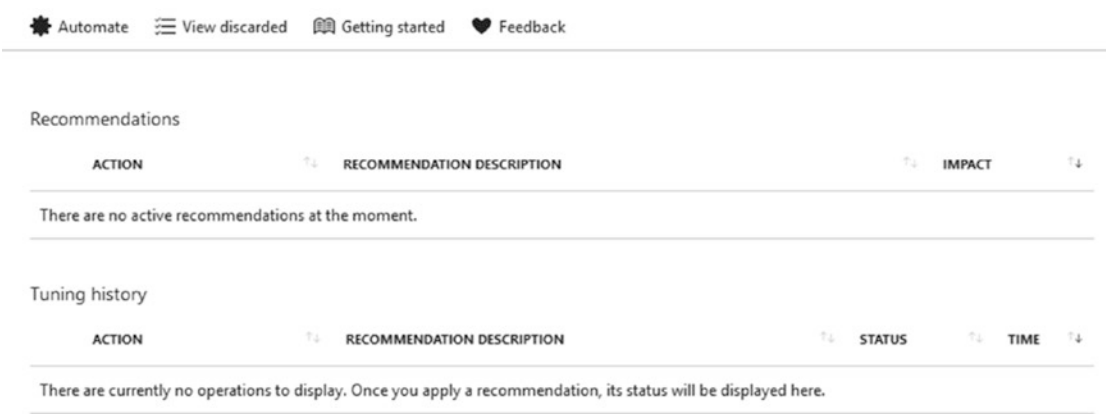 Automate View discarded Getting started Feedback
Recommendations
ACTION RECOMMENDATION DESCRIPTION IMPACT
There are no active recommendations at the moment.
Tuning history
ACTION RECOMMENDATION DESCRIPTION STATUS TIME
There are currently no operations to display. Once you apply a recommendation, its status will be displayed here.